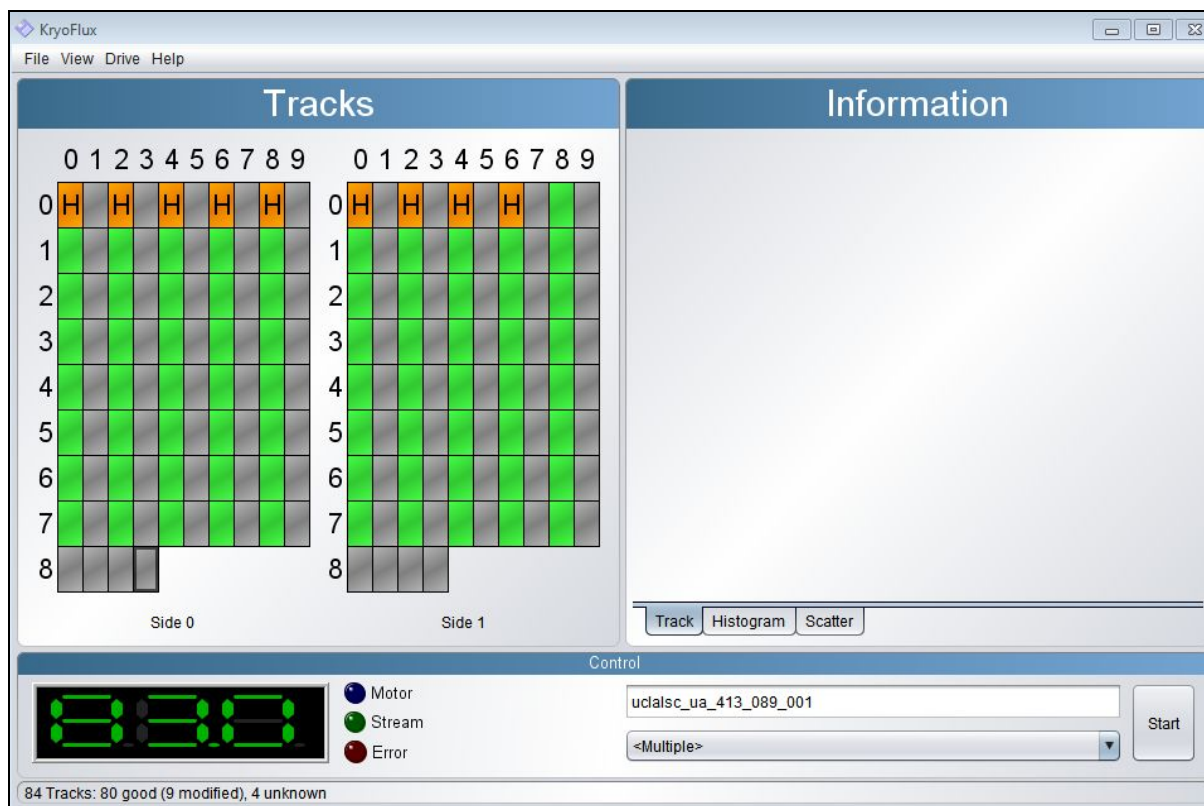 KryoFlux
File View Drive Help
Tracks
0 1 2 3 4 5 6 7 8 9
0 H H H H H
1
2
3
4
5
6
7
8
Side 0
0 1 2 3 4 5 6 7 8 9
0 H H H H
1
2
3
4
5
6
7
8
Side 1
Information
Track Histogram Scatter
Control
83.0
Motor
Stream
Error
uclalsc_ua_413_089_001
<Multiple>
Start
84 Tracks: 80 good (9 modified), 4 unknown